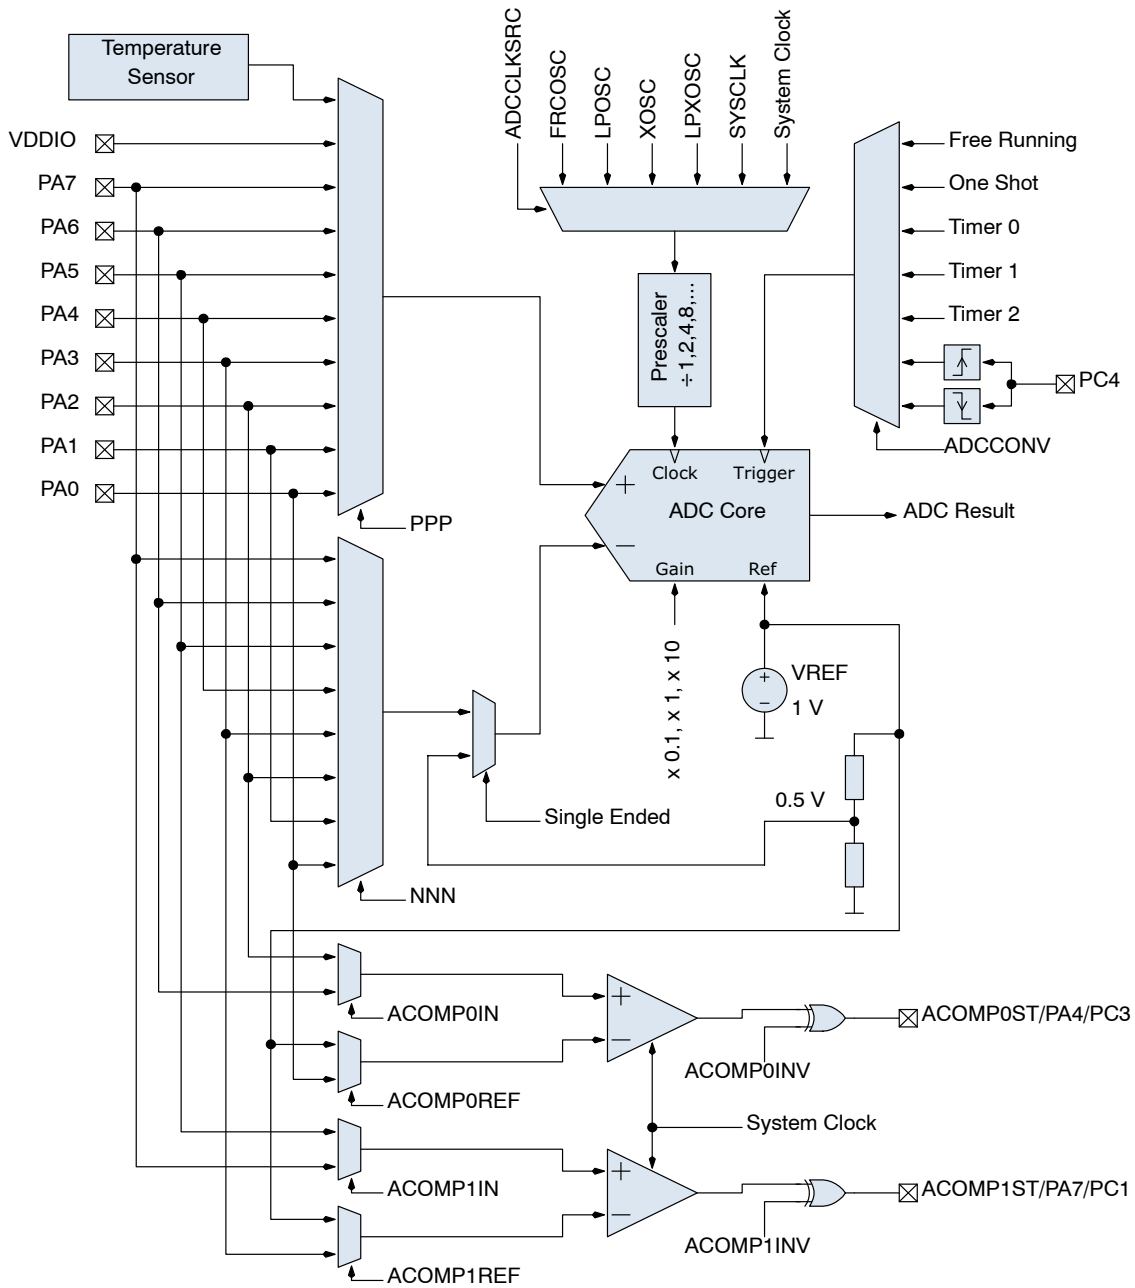 Temperature
Sensor
VDDIO
PA7
PA6
PA5
PA4
PA3
PA2
PA1
PA0
PPP
NNN
ADCCLKSRC
FRCOSC
LPOSC
XOSC
LPXOSC
SYSCLK
System Clock
Prescaler
÷1,2,4,8,...
Free Running
One Shot
Timer 0
Timer 1
Timer 2
PC4
ADCCONV
Clock
Trigger
+
ADC Core
−
Gain
Ref
ADC Result
x 0.1, x 1, x 10
+
−
VREF
1 V
0.5 V
Single Ended
ACOMP0IN
ACOMP0REF
+
−
ACOMP0INV
ACOMP0ST/PA4/PC3
System Clock
ACOMP1IN
ACOMP1REF
+
−
ACOMP1INV
ACOMP1ST/PA7/PC1